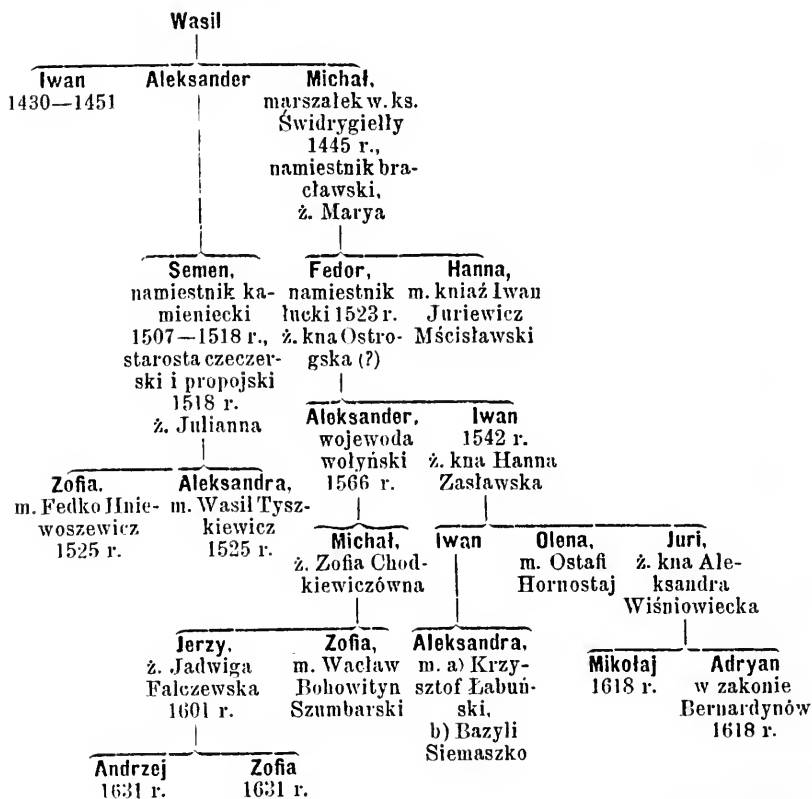 Wasil
Iwan
1430—1451
Aleksander
Michał,
marszałek w. ks.
Świdrygiełły
1445 r.,
namiestnik bra-
cławski,
ż. Marya
Semen,
namiestnik ka-
mieniecki
1507—1518 r.,
starosta czeczer-
ski i propojski
1518 r.
ż. Julianna
Fedor,
namiestnik
łucki 1523 r.
ż. kna Ostro-
gska (?)
Hanna,
m. kniaź Iwan
Juriewicz
Mścisławski
Aleksander,
wojewoda
wołyński
1566 r.
Iwan
1542 r.
ż. kna Hanna
Zasławska
Zofia,
m. Fedko Hnie-
woszewicz
1525 r.
Aleksandra,
m. Wasil Tysz-
kiewicz
1525 r.
Michał,
ż. Zofia Chod-
kiewiczówna
Iwan
Olena,
m. Ostafi
Hornostaj
Juri,
ż. kna Ale-
ksandra
Wiśniowiecka
Jerzy,
ż. Jadwiga
Falczewska
1601 r.
Zofia,
m. Wacław
Bohowityn
Szumbarski
Aleksandra,
m. a) Krzy-
sztof Łabuń-
ski,
b) Bazyli
Siemaszko
Mikołaj
1618 r.
Adryan
w zakonie
Bernardynów
1618 r.
Andrzej
1631 r.
Zofia
1631 r.